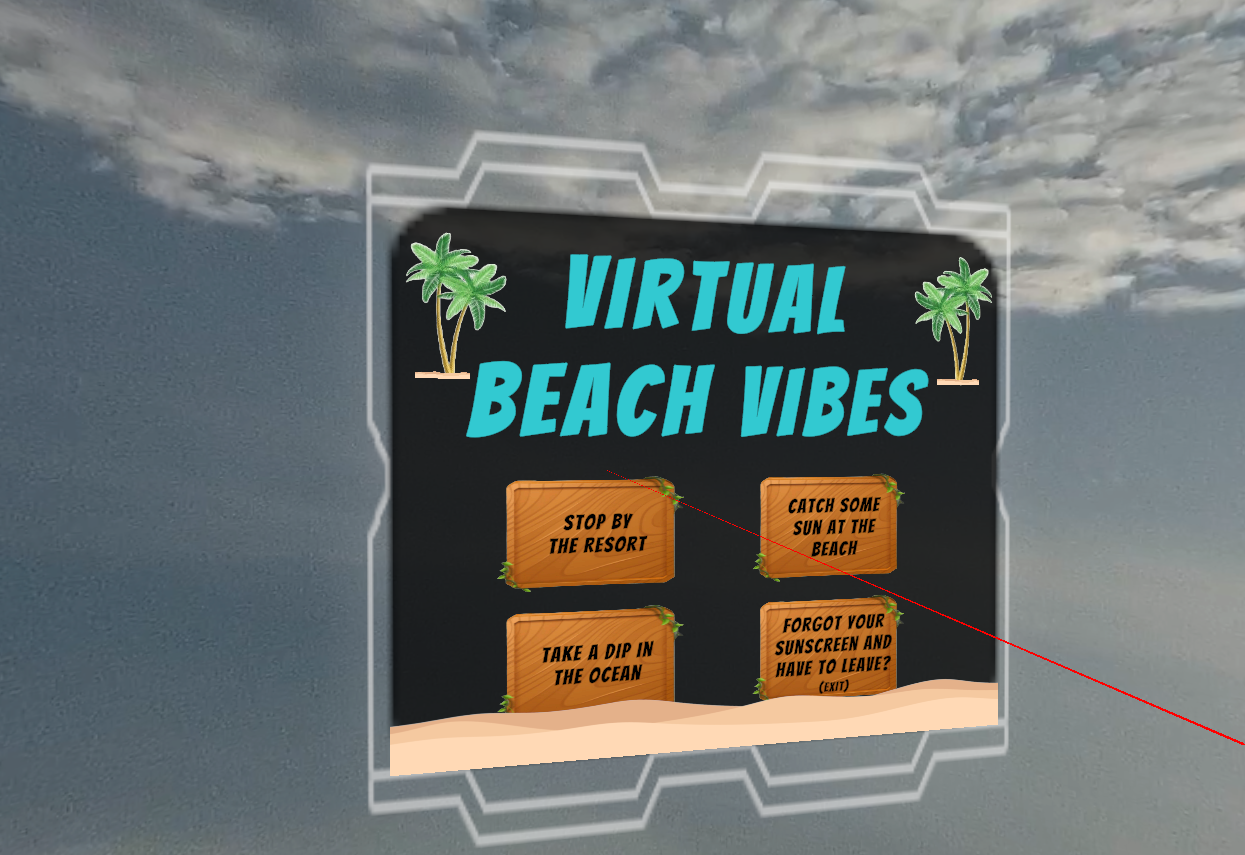 VIRTUAL
BEACH VIBES
STOP BY
THE RESORT
CATCH SOME
SUN AT THE
BEACH
TAKE A DIP IN
THE OCEAN
FORGOT YOUR
SUNSCREEN AND
HAVE TO LEAVE?
(EXIT)